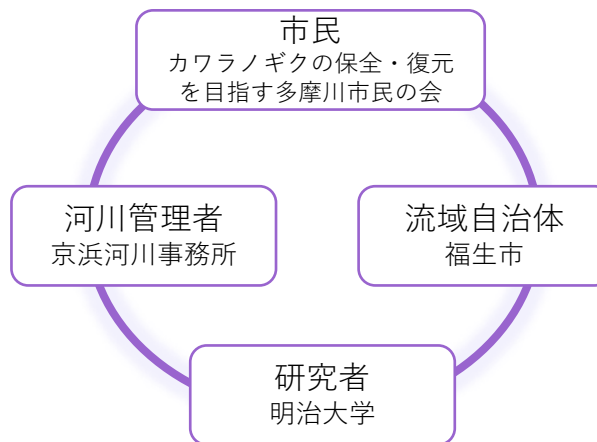 市民
カワラノギクの保全・復元
を目指す多摩川市民の会
河川管理者
京浜河川事務所
流域自治体
福生市
研究者
明治大学